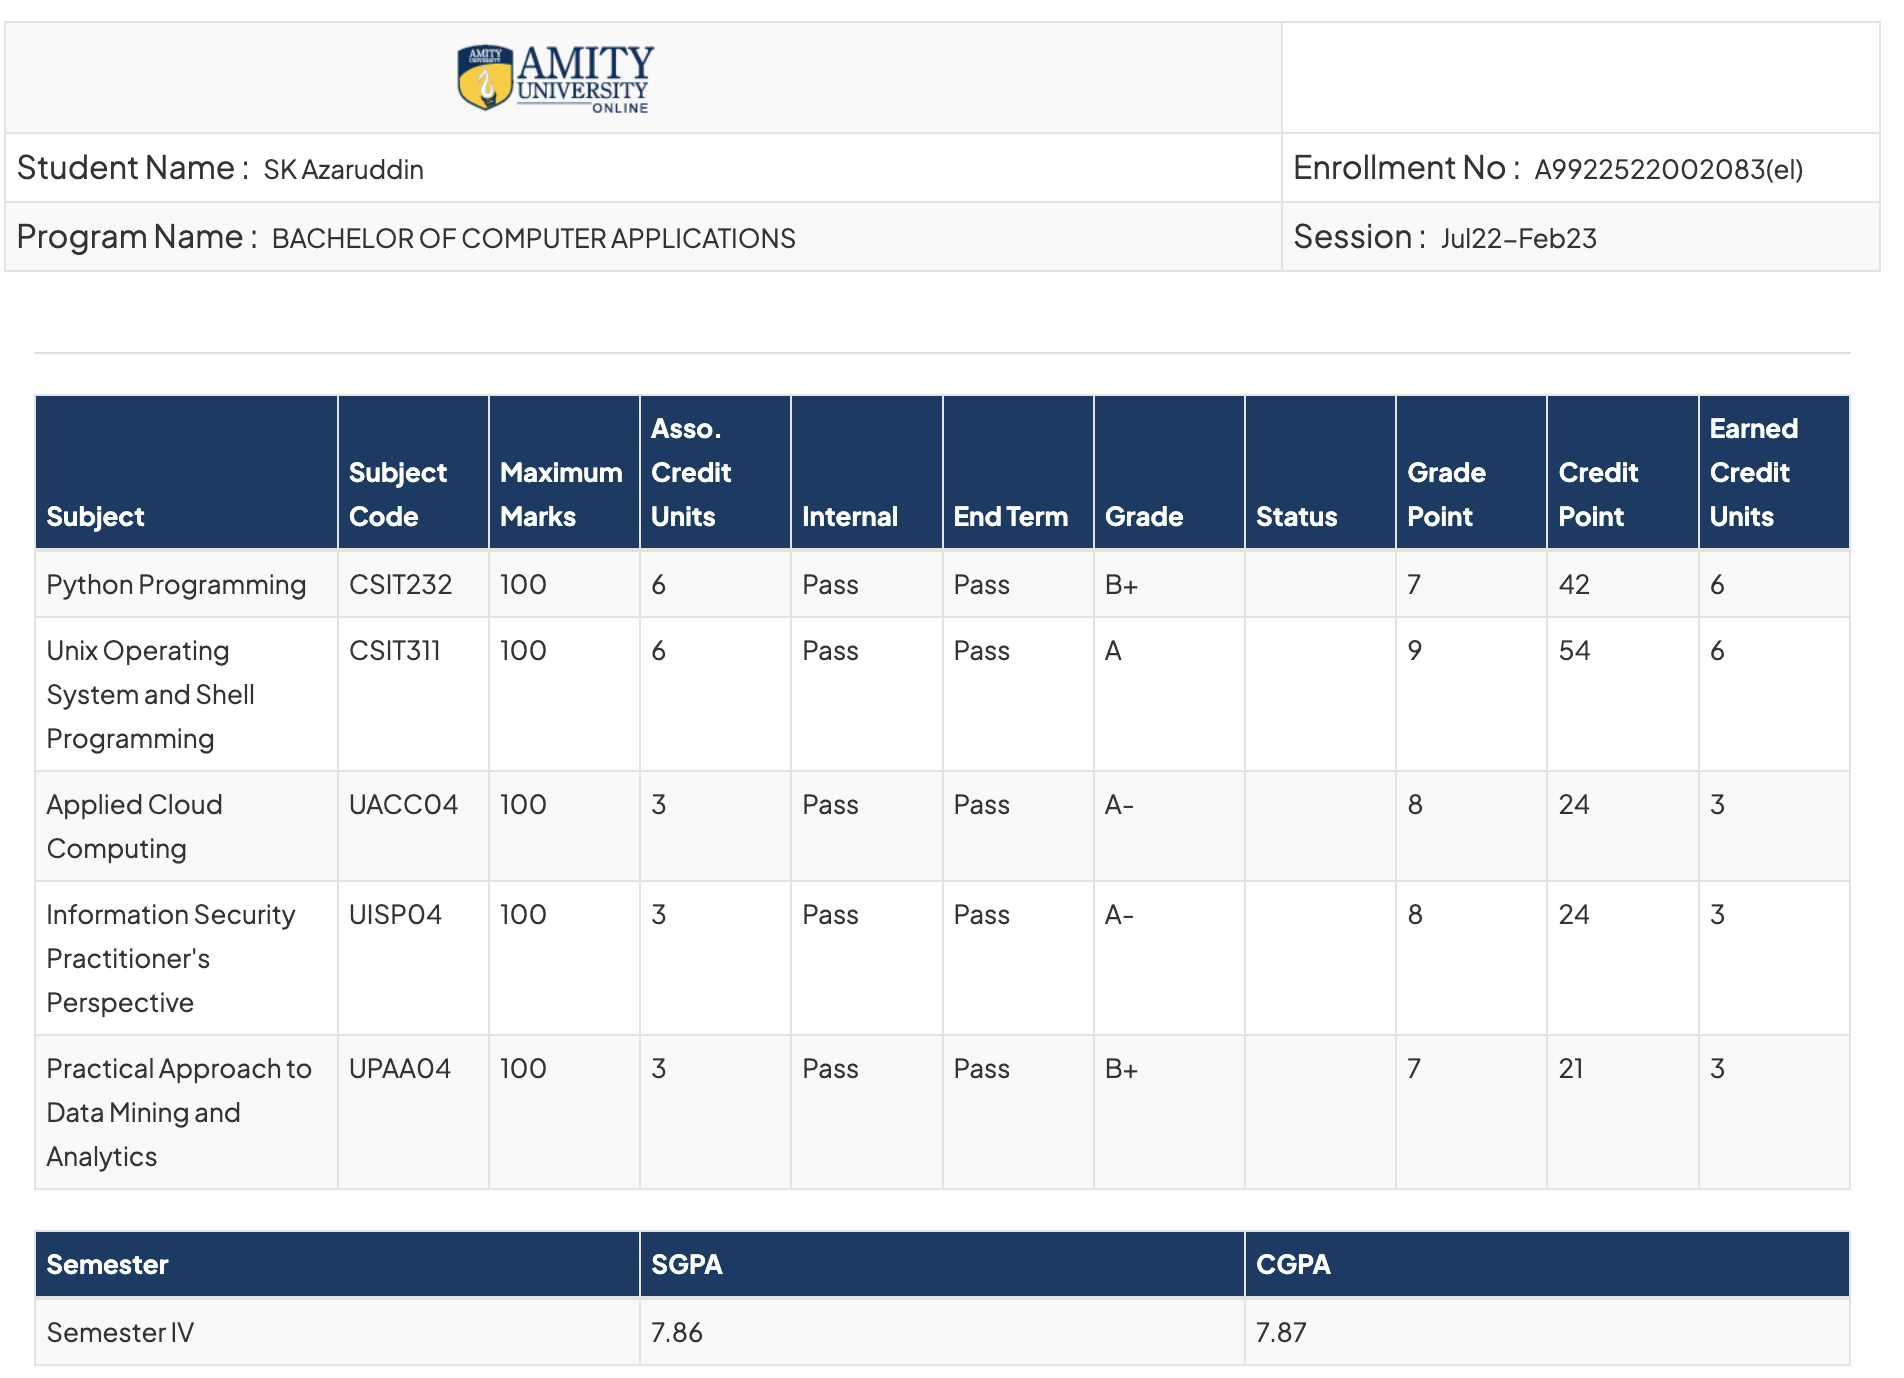 AMITY
UNIVERSITY
AMITY
UNIVERSITY
ONLINE
Student Name : SK Azaruddin
Enrollment No : A9922522002083(el)
Program Name : BACHELOR OF COMPUTER APPLICATIONS
Session : Jul22-Feb23
Subject
Subject Code
Maximum Marks
Asso. Credit Units
Internal
End Term
Grade
Status
Grade Point
Credit Point
Earned Credit Units
Python Programming CSIT232 100 6 Pass Pass B+ 7 42 6
Unix Operating CSIT311 100 6 Pass Pass A 9 54 6
System and Shell
Programming
Applied Cloud UACC04 100 3 Pass Pass A- 8 24 3
Computing
Information Security UISP04 100 3 Pass Pass A- 8 24 3
Practitioner's
Perspective
Practical Approach to UPAA04 100 3 Pass Pass B+ 7 21 3
Data Mining and
Analytics
Semester SGPA CGPA
Semester IV 7.86 7.87